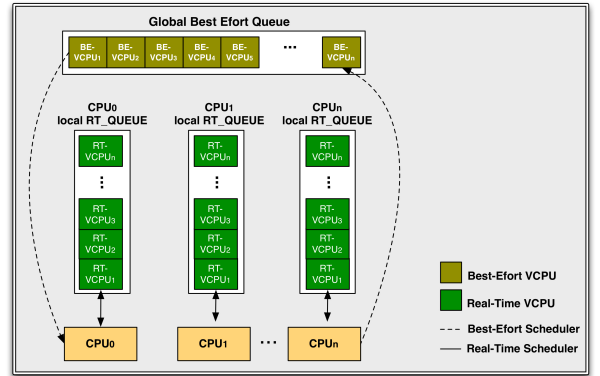 Global Best Efort Queue
BE-
VCPU1
BE-
VCPU2
BE-
VCPU3
BE-
VCPU4
BE-
VCPU5
...
BE-
VCPUn
CPU0
local RT_QUEUE
CPU1
local RT_QUEUE
CPUn
local RT_QUEUE
RT-
VCPUn
...
RT-
VCPU3
RT-
VCPU2
RT-
VCPU1
RT-
VCPUn
...
RT-
VCPU3
RT-
VCPU2
RT-
VCPU1
RT-
VCPUn
...
RT-
VCPU3
RT-
VCPU2
RT-
VCPU1
CPU0
CPU1
...
CPUn
Best-Effort VCPU
Real-Time VCPU
Best-Efort Scheduler
Real-Time Scheduler